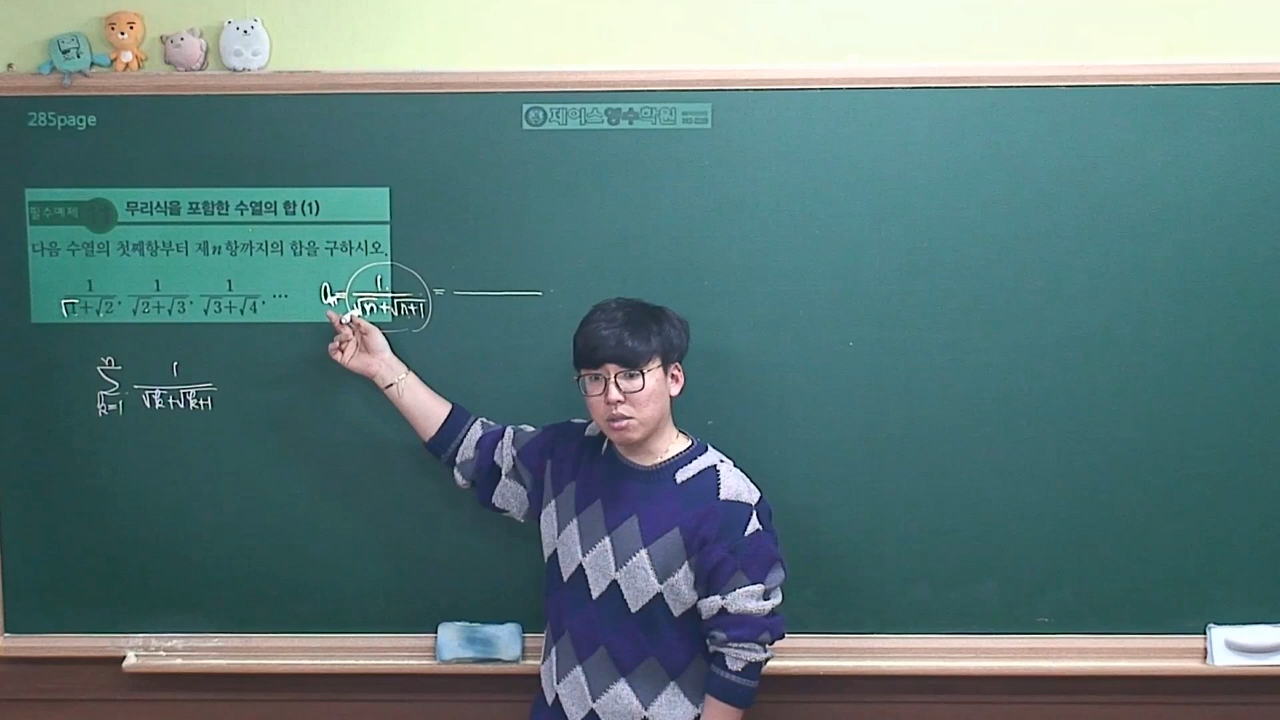 285page
제이스영수학원
필수예제
무리식을 포함한 수열의 합 (1)
다음 수열의 첫째항부터 제n항까지의 합을 구하시오.
1/(√1+√2), 1/(√2+√3), 1/(√3+√4), ⋯
aₙ = 1/(√n+√n+1) =
n∑k=1 1/(√k+√k+1)